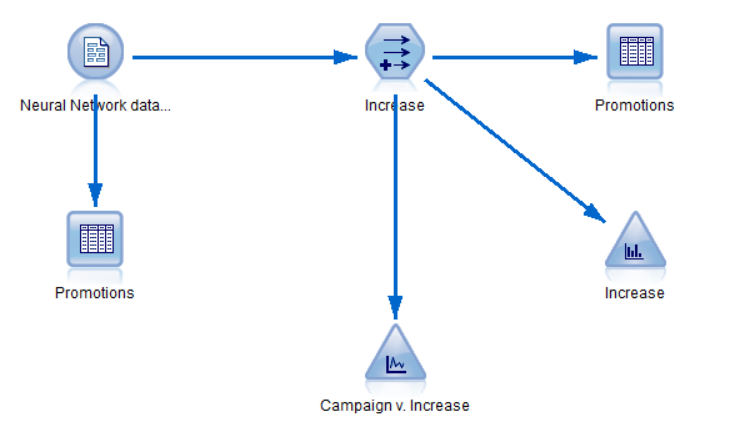 Neural Network data...
Increase
Promotions
Promotions
Increase
Campaign v. Increase